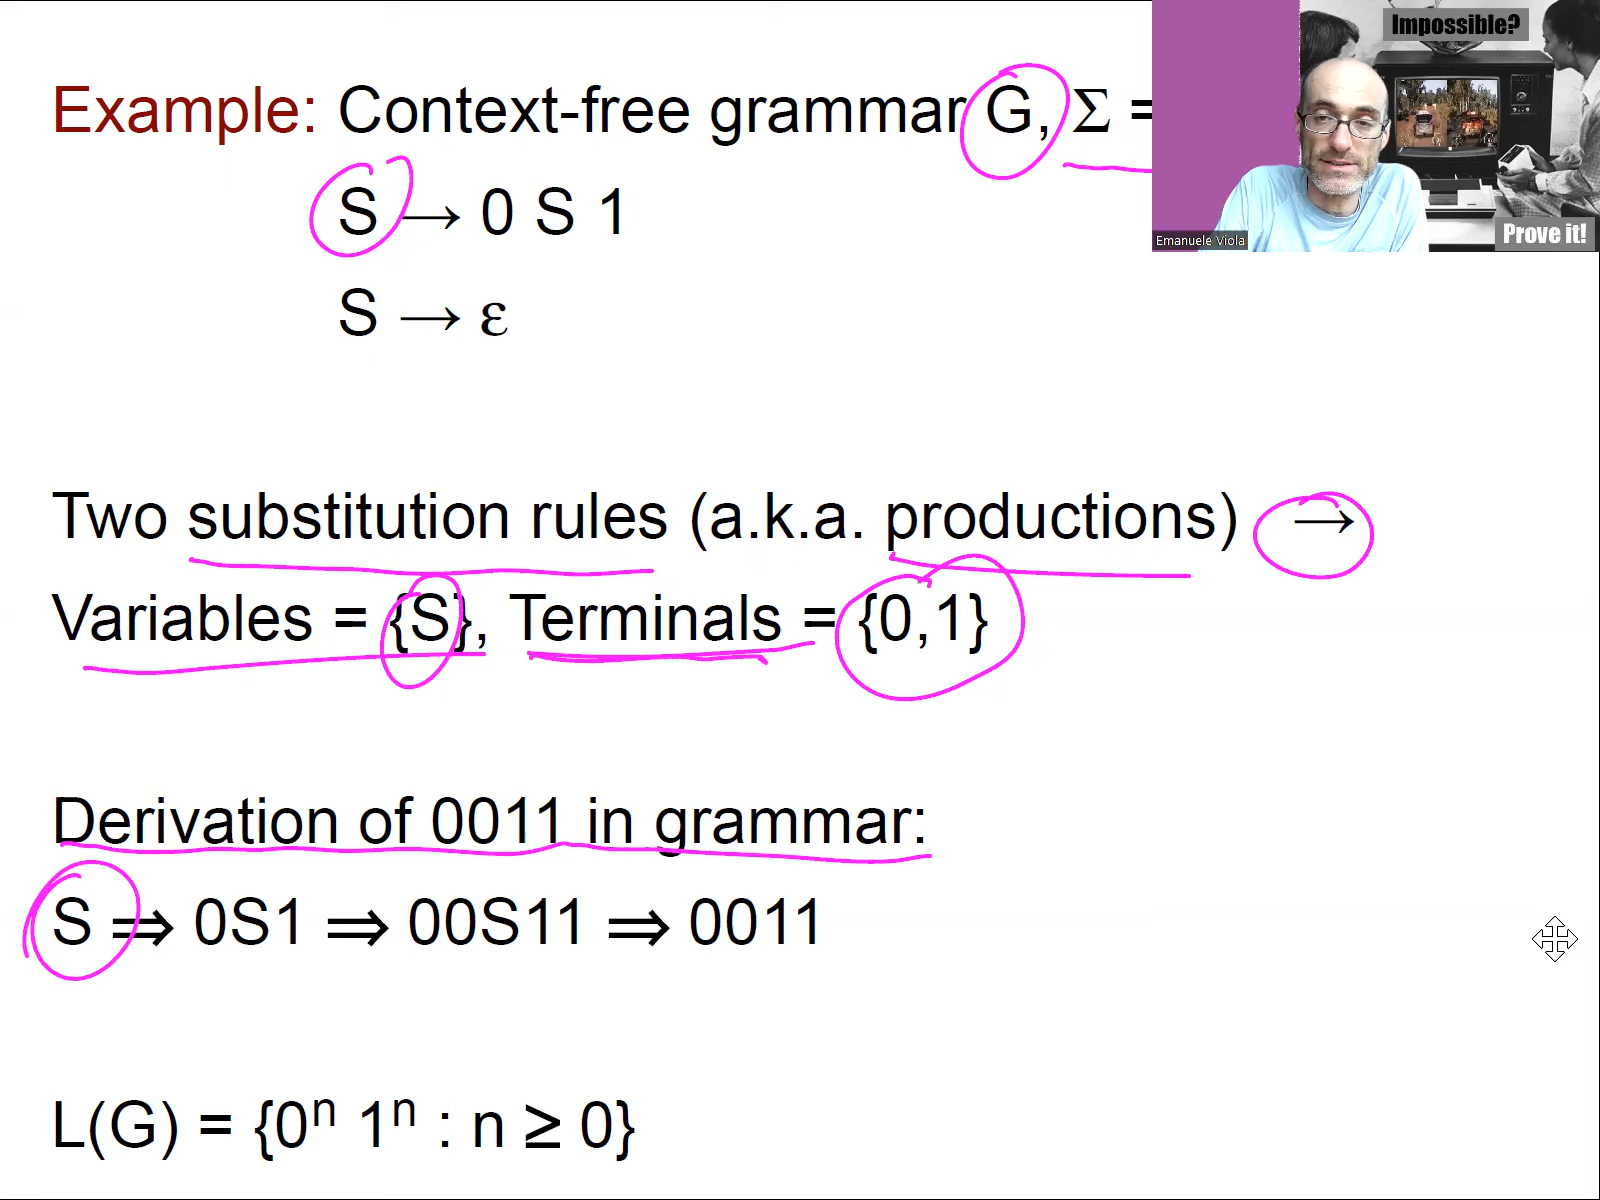 Example: Context-free grammar G, Σ =
Impossible?
S → 0 S 1
Emanuele Viola
Prove it!
S → ε
Two substitution rules (a.k.a. productions) →
Variables = {S}, Terminals = {0,1}
Derivation of 0011 in grammar:
S ⇒ 0S1 ⇒ 00S11 ⇒ 0011
L(G) = {0ⁿ 1ⁿ : n ≥ 0}